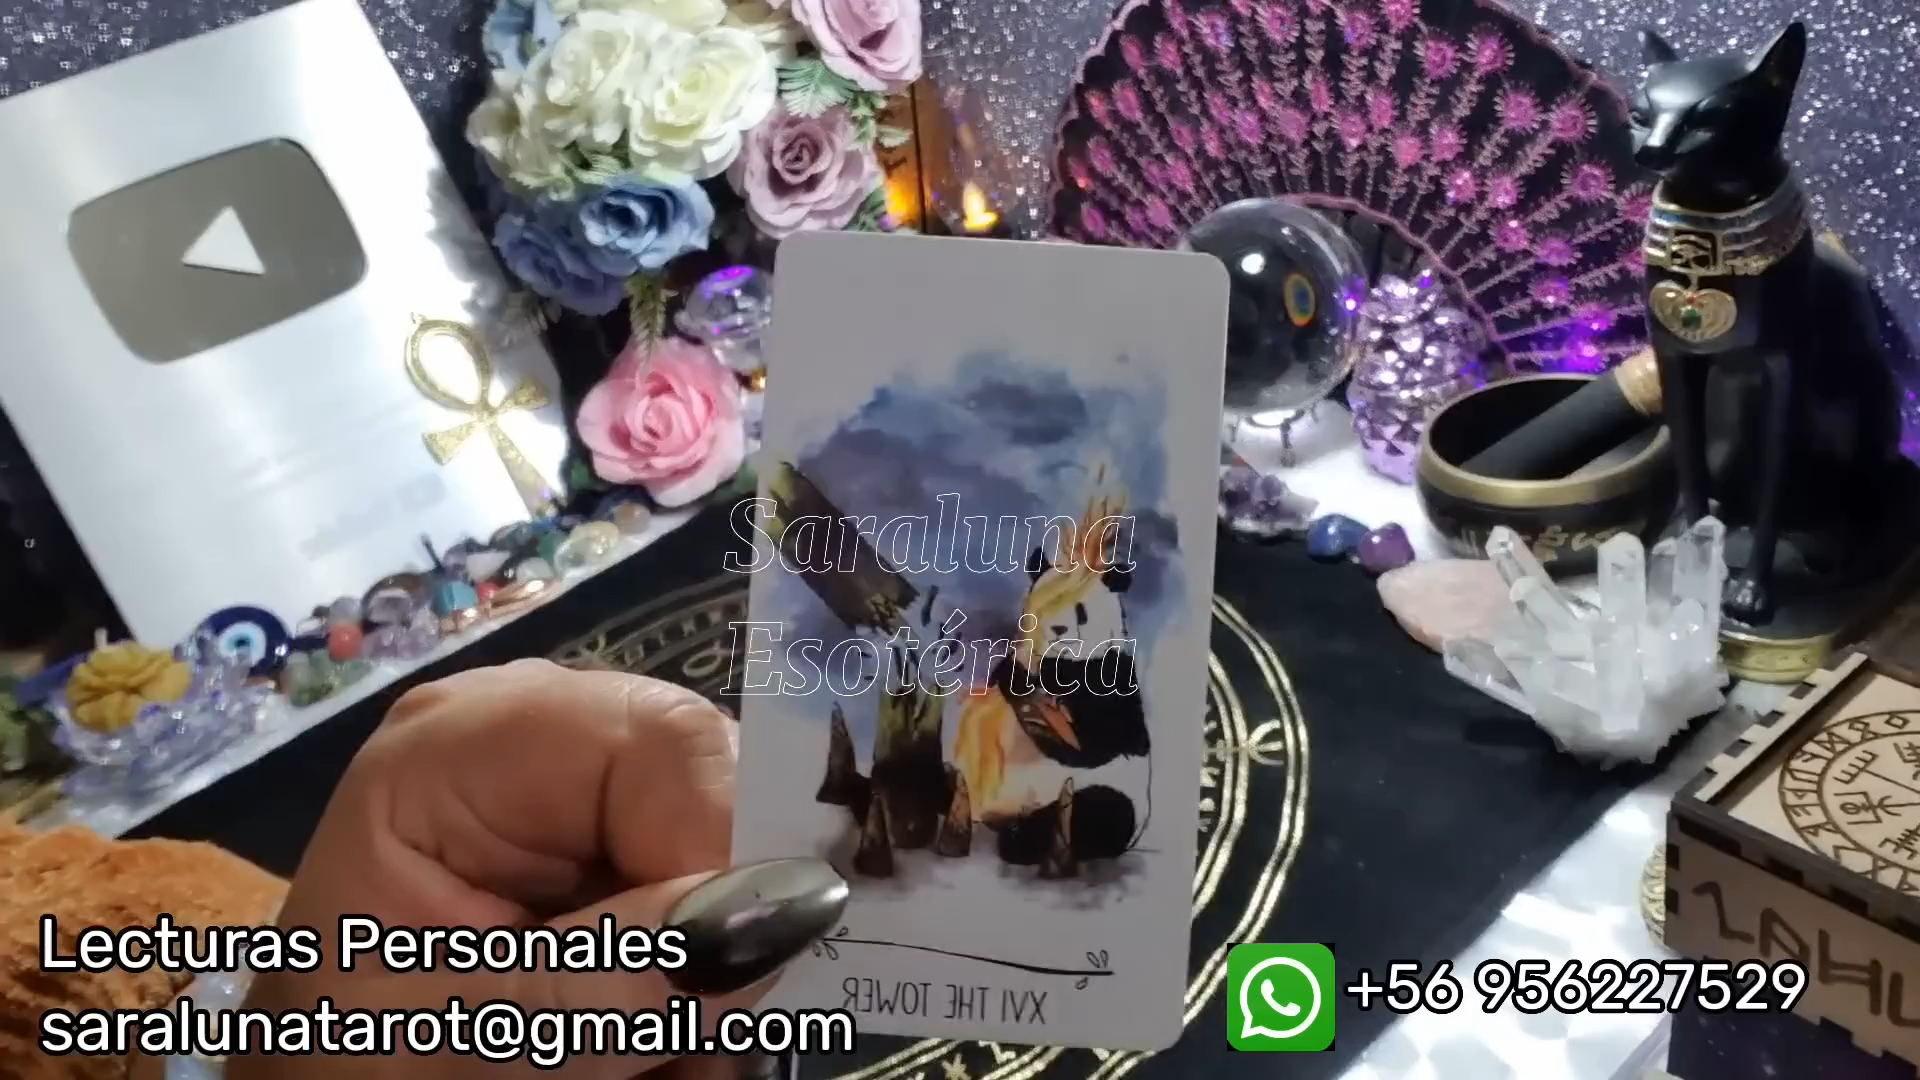 Saraluna
Esotérica
XVI THE TOWER
Lecturas Personales
saralunatarot@gmail.com
+56 956227529